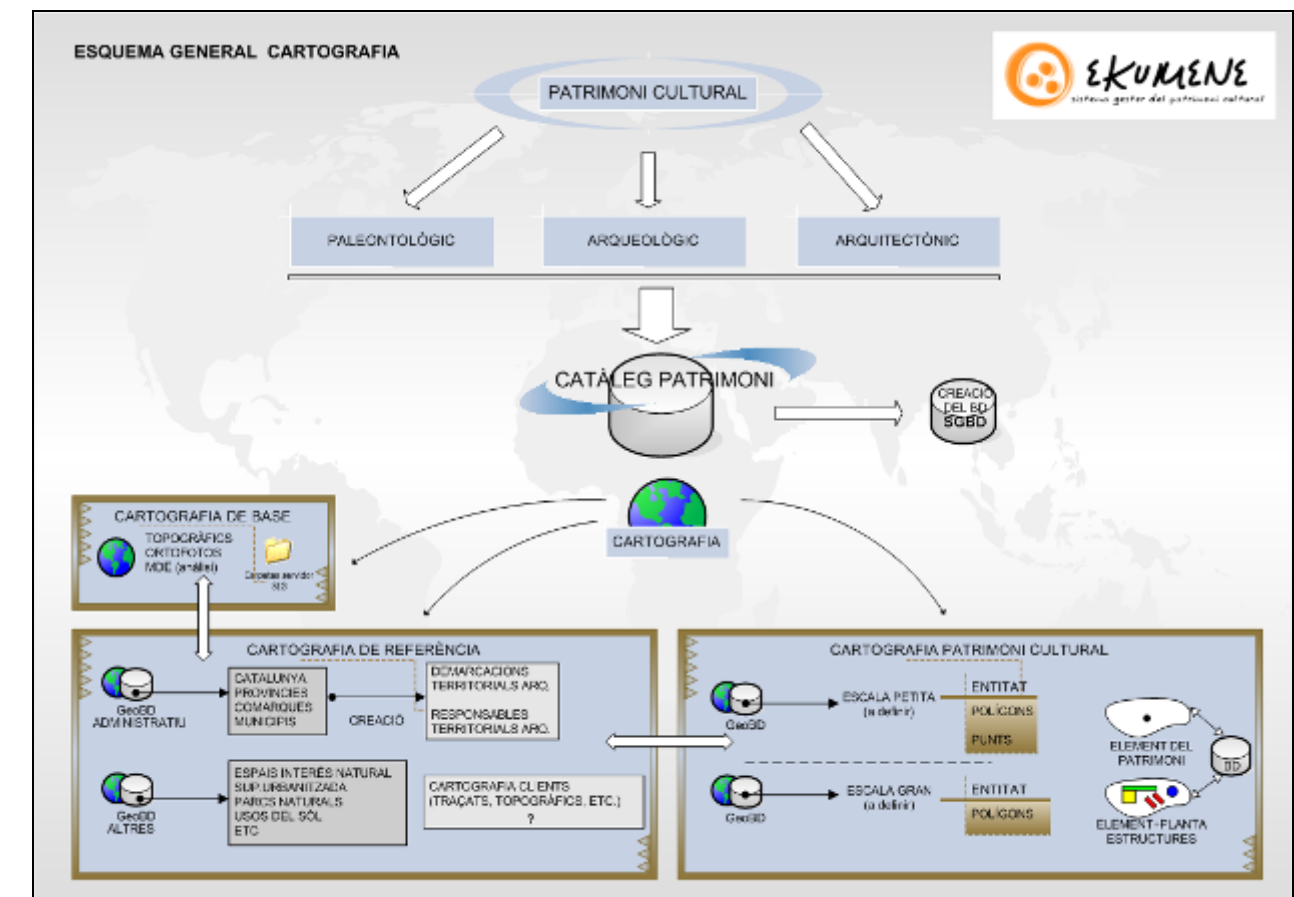 ESQUEMA GENERAL CARTOGRAFIA
EKUMENE
sistema gestor del patrimoni cultural
PATRIMONI CULTURAL
PALEONTOLÒGIC
ARQUEOLÒGIC
ARQUITECTÒNIC
CATÀLEG PATRIMONI
CREACIÓ
DEL BD
SGBD
CARTOGRAFIA
CARTOGRAFIA DE BASE
TOPOGRÀFICS
ORTOFOTOS
MDE (anàlisi)
Carpetas servidor
CARTOGRAFIA DE REFERÈNCIA
GeoBD
ADMINISTRATIU
CATALUNYA
PROVINCIES
COMARQUES
MUNICIPIS
CREACIÓ
DEMARCACIONS
TERRITORIALS ARQ.
RESPONSABLES
TERRITORIALS ARQ.
GeoBD
ALTRES
ESPAIS INTERÈS NATURAL
SUP.URBANITZADA
PARCS NATURALS
USOS DEL SÒL
ETC
CARTOGRAFIA CLIENTS
(TRAÇATS, TOPOGRÀFICS, ETC.)
?
CARTOGRAFIA PATRIMONI CULTURAL
GeoBD
ESCALA PETITA
(a definir)
ENTITAT
POLÍGONS
PUNTS
GeoBD
ESCALA GRAN
(a definir)
ENTITAT
POLÍGONS
ELEMENT DEL
PATRIMONI
BD
ELEMENT-PLANTA
ESTRUCTURES